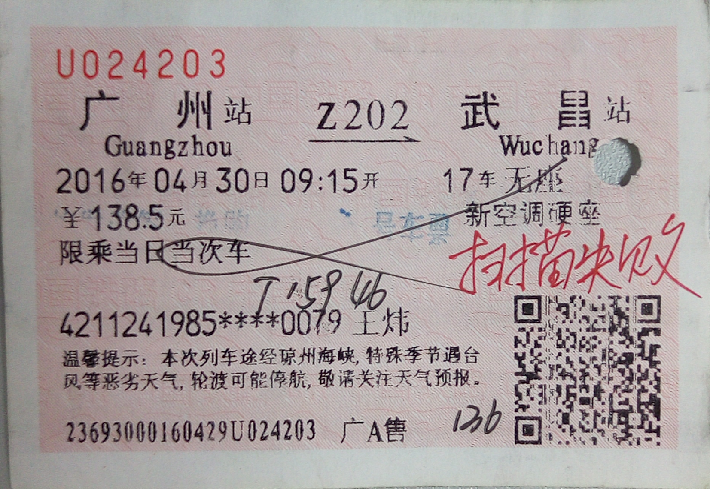 U024203
广州站 Z202 武昌站
Guangzhou Wuchang
2016年04月30日09:15开 17车无座
￥138.5元 新空调硬座
限乘当日当次车
扫描失败
T159 46
4211241985****0079 王炜
温馨提示：本次列车途经琼州海峡，特殊季节遇台
风等恶劣天气，轮渡可能停航，敬请关注天气预报。
136
23693000160429U024203 广A售